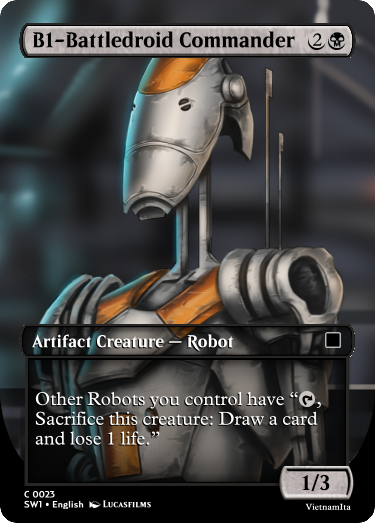 B1-Battledroid Commander 2
Artifact Creature — Robot
Other Robots you control have “,
Sacrifice this creature: Draw a card
and lose 1 life.”
1/3
C 0023
SW1 • English LUCASFILMS
VietnamIta